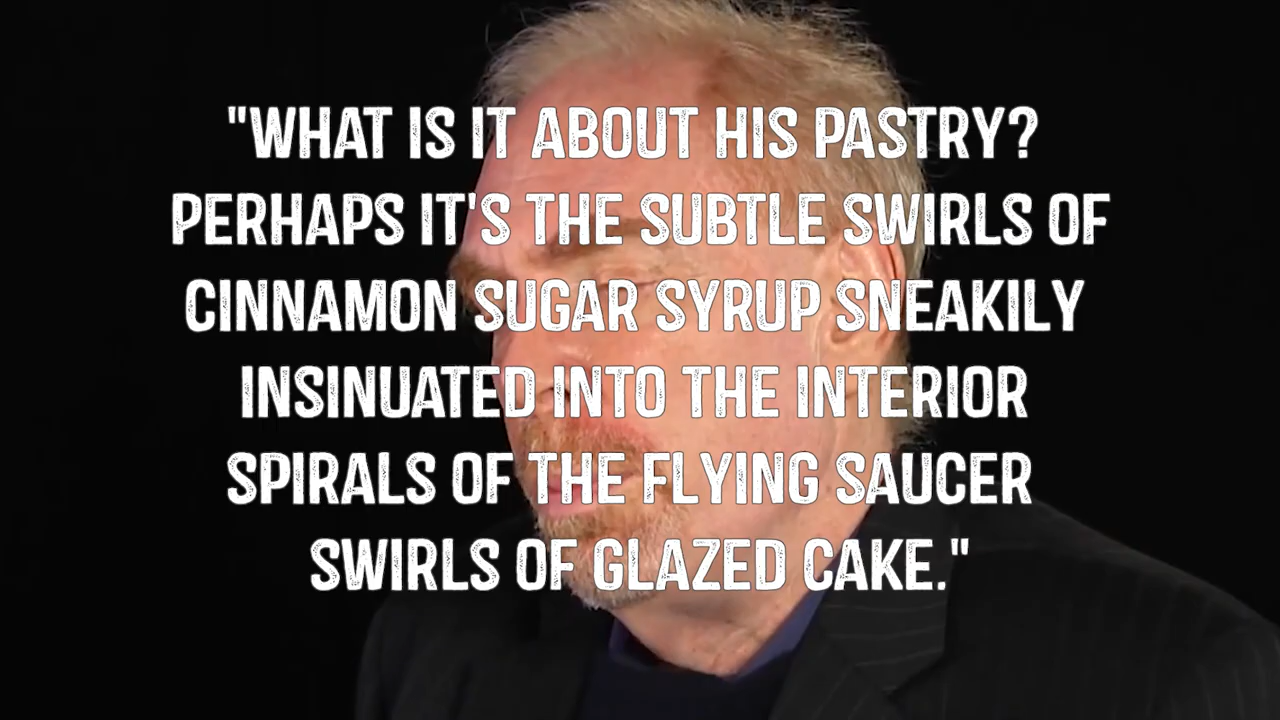 "WHAT IS IT ABOUT HIS PASTRY?
PERHAPS IT'S THE SUBTLE SWIRLS OF
CINNAMON SUGAR SYRUP SNEAKILY
INSINUATED INTO THE INTERIOR
SPIRALS OF THE FLYING SAUCER
SWIRLS OF GLAZED CAKE."